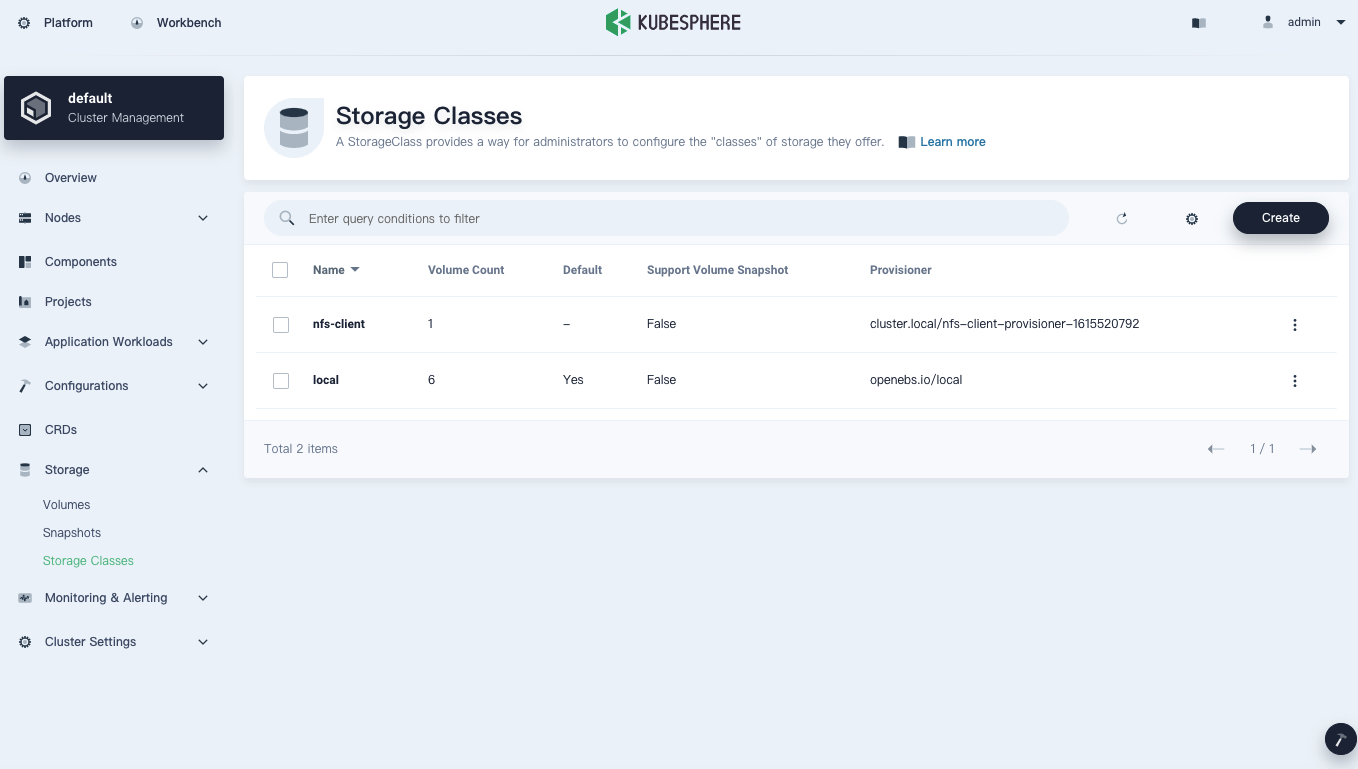 Platform
Workbench
KUBESPHERE
admin
default
Cluster Management
Overview
Nodes
Components
Projects
Application Workloads
Configurations
CRDs
Storage
Volumes
Snapshots
Storage Classes
Monitoring & Alerting
Cluster Settings
Storage Classes
A StorageClass provides a way for administrators to configure the "classes" of storage they offer. Learn more
Enter query conditions to filter
Create
Name Volume Count Default Support Volume Snapshot Provisioner
nfs-client 1 – False cluster.local/nfs-client-provisioner-1615520792
local 6 Yes False openebs.io/local
Total 2 items
1 / 1